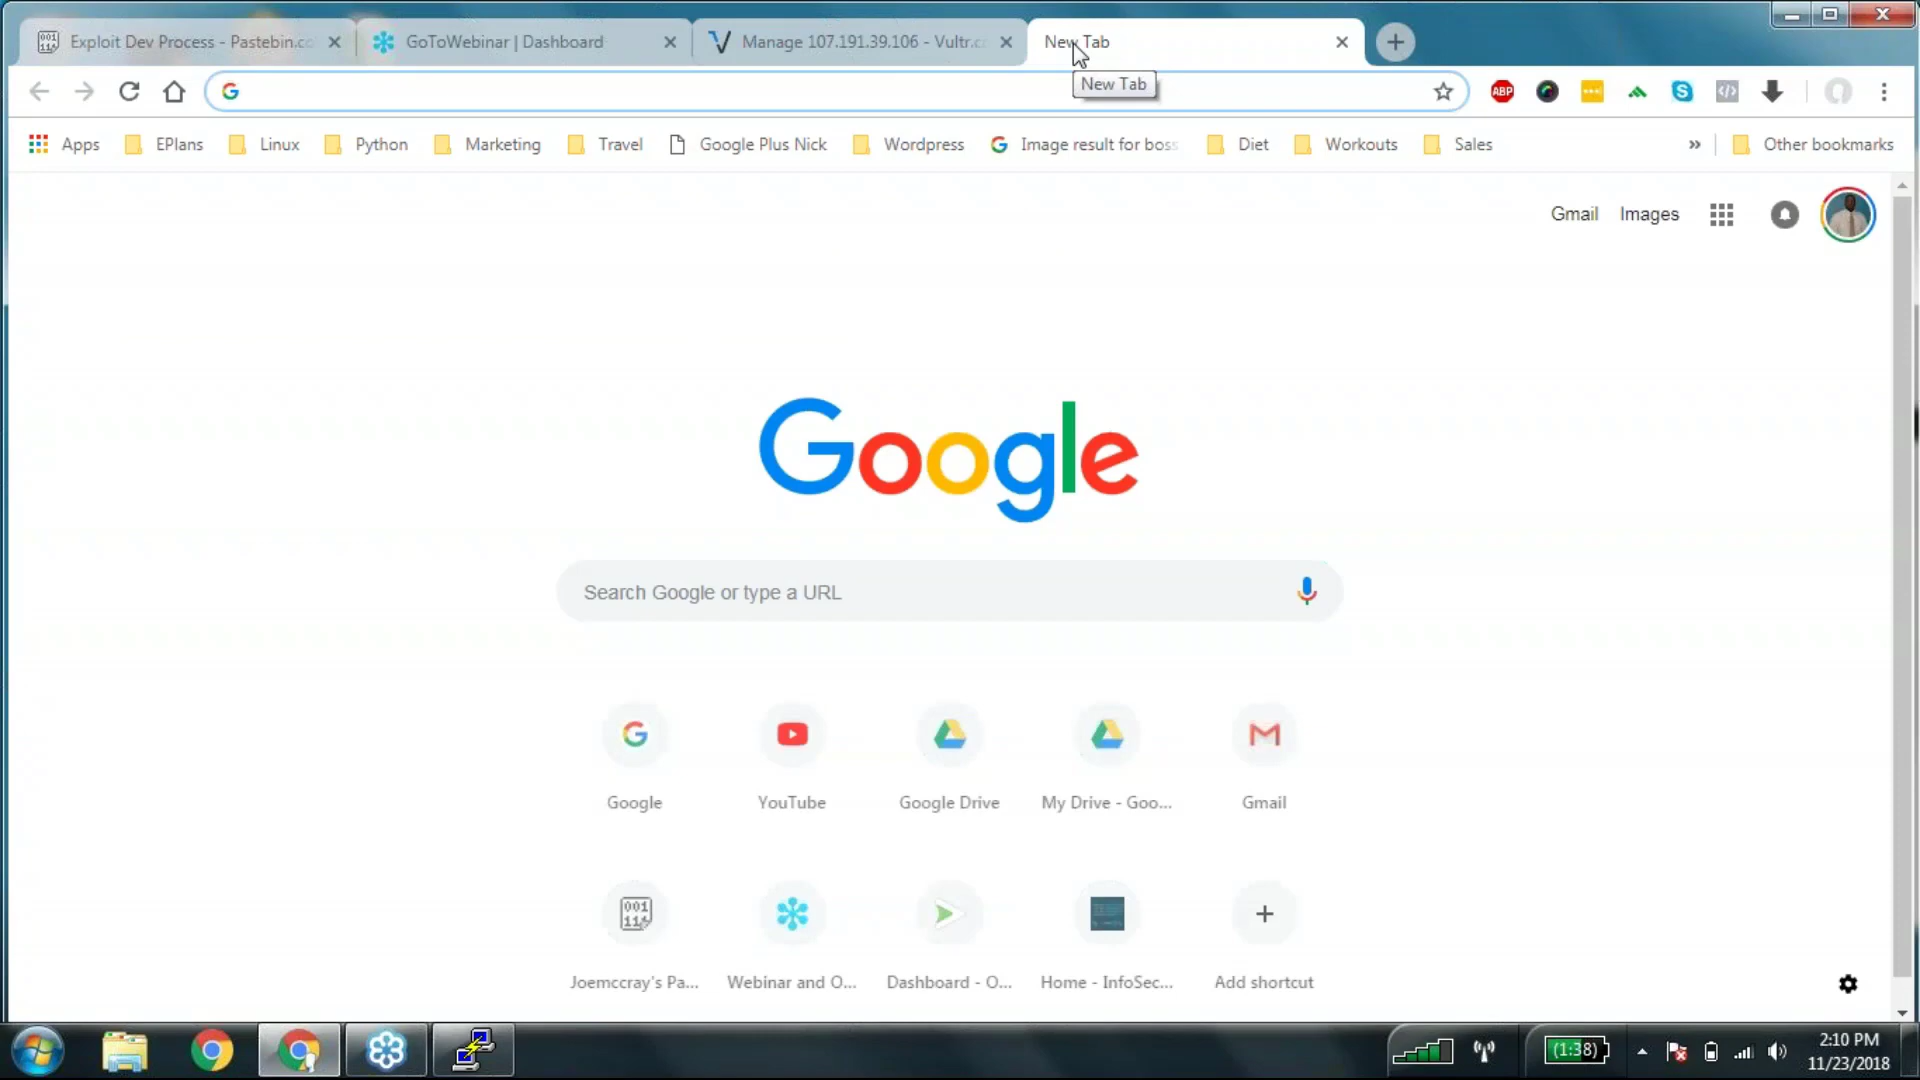 Exploit Dev Process - Pastebin.co
GoToWebinar | Dashboard
Manage 107.191.39.106 - Vultr.c
New Tab
New Tab
ABP
Apps
EPlans
Linux
Python
Marketing
Travel
Google Plus Nick
Wordpress
Image result for boss
Diet
Workouts
Sales
»
Other bookmarks
Gmail
Images
Google
Search Google or type a URL
Google
YouTube
Google Drive
My Drive - Goo...
Gmail
Joemccray's Pa...
Webinar and O...
Dashboard - O...
Home - InfoSec...
Add shortcut
(1:38)
2:10 PM
11/23/2018